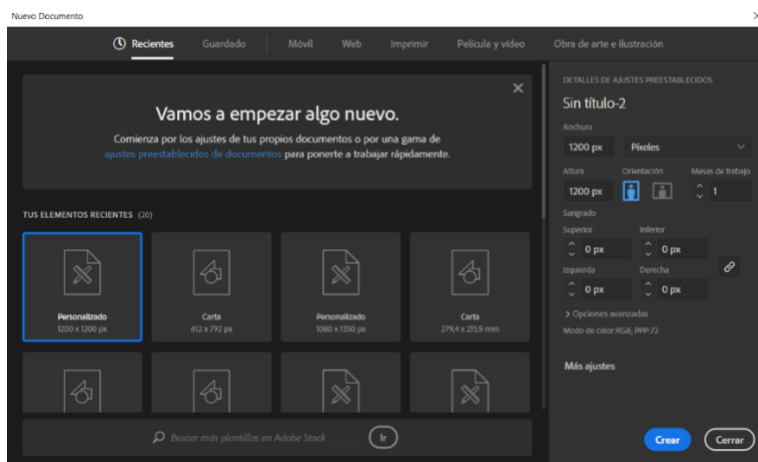 Nuevo Documento
Recientes Guardado Móvil Web Imprimir Película y vídeo Obra de arte e ilustración
Vamos a empezar algo nuevo.
Comienza por los ajustes de tus propios documentos o por una gama de
ajustes preestablecidos de documentos para ponerte a trabajar rápidamente.
TUS ELEMENTOS RECIENTES (20)
Personalizado
1200 x 1200 px
Carta
612 x 792 px
Personalizado
1080 x 1350 px
Carta
279,4 x 215,9 mm
Buscar más plantillas en Adobe Stock
Ir
DETALLES DE AJUSTES PREESTABLECIDOS
Sin título-2
Anchura
1200 px Píxeles
Altura Orientación Mesas de trabajo
1200 px 1
Sangrado
Superior Inferior
0 px 0 px
Izquierda Derecha
0 px 0 px
> Opciones avanzadas
Modo de color:RGB, PPP:72
Más ajustes
Crear Cerrar